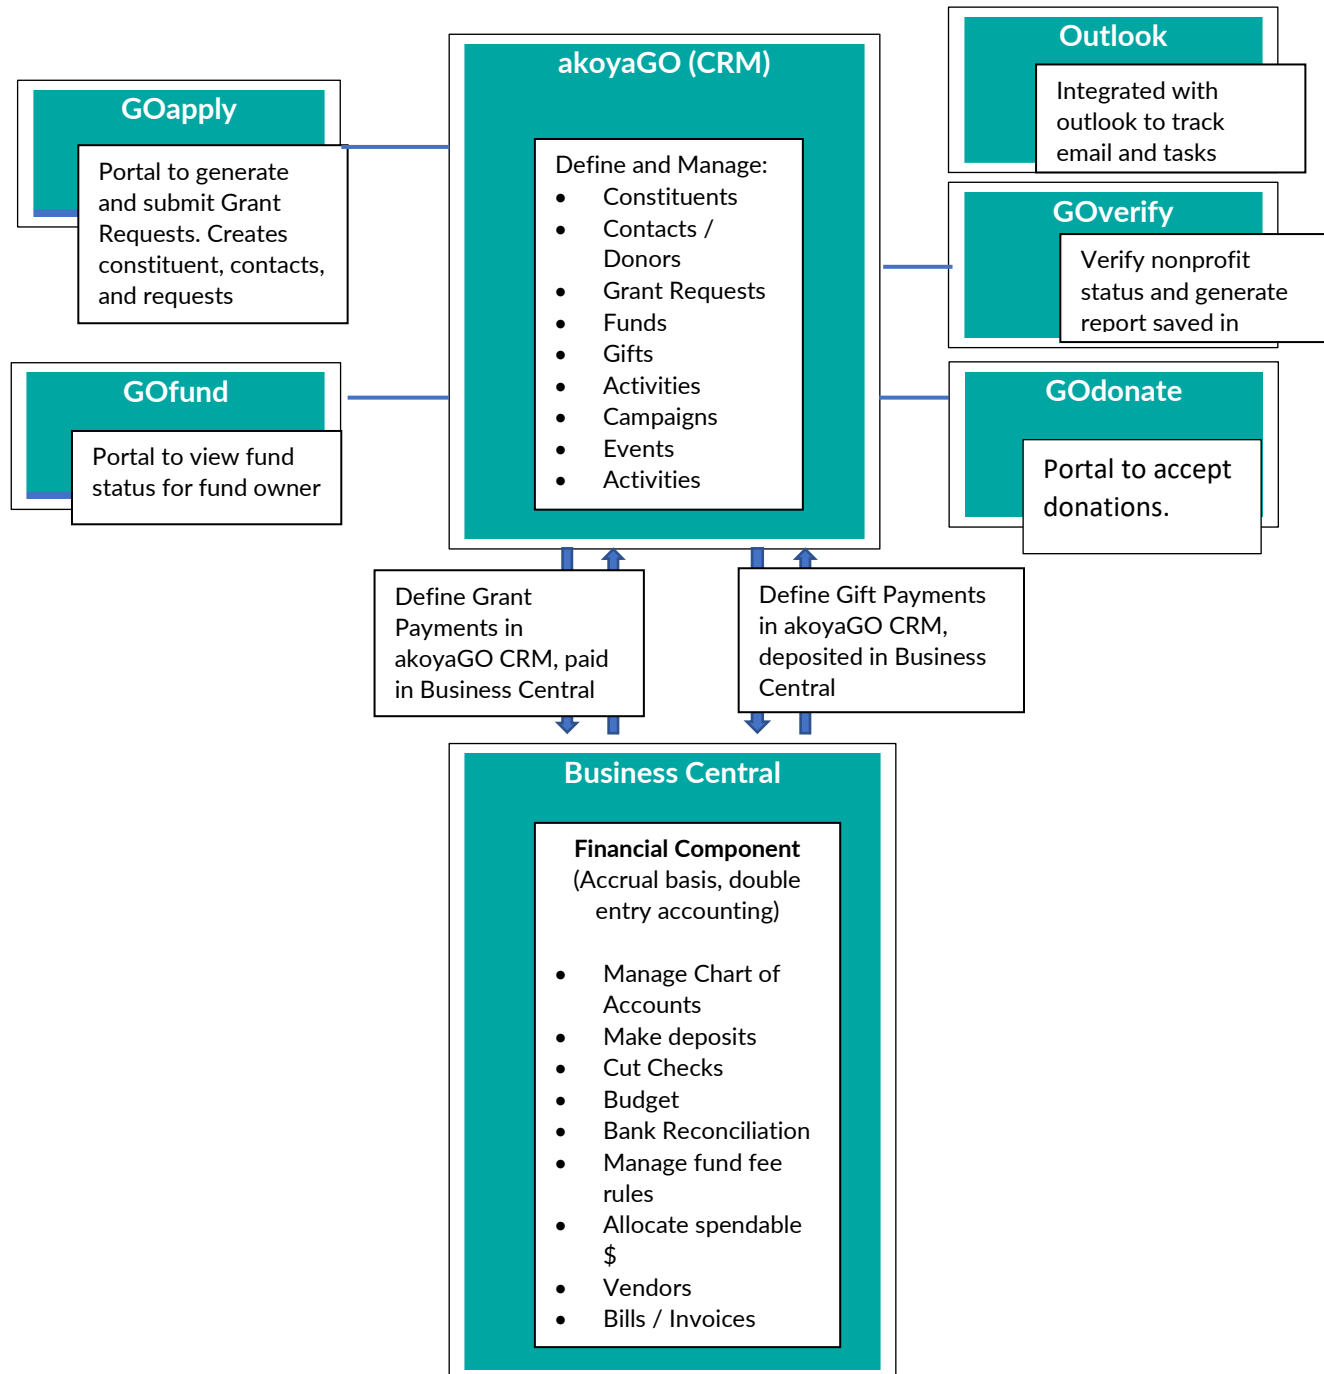 akoyaGO (CRM)
Define and Manage:
• Constituents
• Contacts /
Donors
• Grant Requests
• Funds
• Gifts
• Activities
• Campaigns
• Events
• Activities
GOapply
Portal to generate
and submit Grant
Requests. Creates
constituent, contacts,
and requests
GOfund
Portal to view fund
status for fund owner
Outlook
Integrated with
outlook to track
email and tasks
GOverify
Verify nonprofit
status and generate
report saved in
GOdonate
Portal to accept
donations.
Define Grant
Payments in
akoyaGO CRM, paid
in Business Central
Define Gift Payments
in akoyaGO CRM,
deposited in Business
Central
Business Central
Financial Component
(Accrual basis, double
entry accounting)
• Manage Chart of
Accounts
• Make deposits
• Cut Checks
• Budget
• Bank Reconciliation
• Manage fund fee
rules
• Allocate spendable
$
• Vendors
• Bills / Invoices